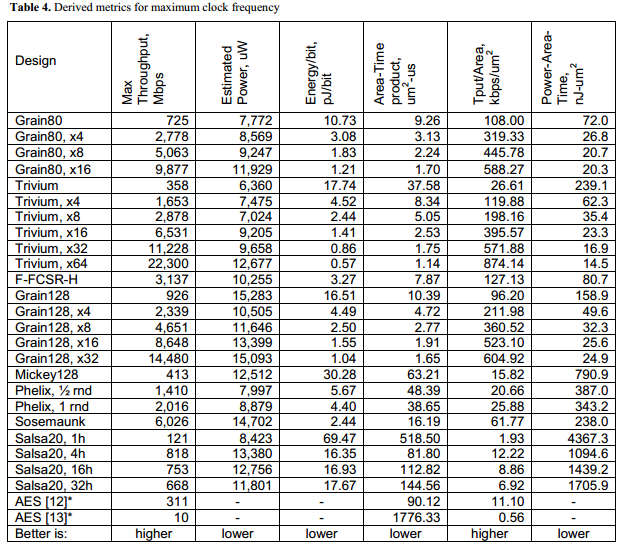 Table 4. Derived metrics for maximum clock frequency
Design Max Throughput, Mbps Estimated Power, uW Energy/bit, pJ/bit Area-Time product, um²-us Tput/Area, kbps/um² Power-Area-Time, nJ-um²
Grain80 725 7,772 10.73 9.26 108.00 72.0
Grain80, x4 2,778 8,569 3.08 3.13 319.33 26.8
Grain80, x8 5,063 9,247 1.83 2.24 445.78 20.7
Grain80, x16 9,877 11,929 1.21 1.70 588.27 20.3
Trivium 358 6,360 17.74 37.58 26.61 239.1
Trivium, x4 1,653 7,475 4.52 8.34 119.88 62.3
Trivium, x8 2,878 7,024 2.44 5.05 198.16 35.4
Trivium, x16 6,531 9,205 1.41 2.53 395.57 23.3
Trivium, x32 11,228 9,658 0.86 1.75 571.88 16.9
Trivium, x64 22,300 12,677 0.57 1.14 874.14 14.5
F-FCSR-H 3,137 10,255 3.27 7.87 127.13 80.7
Grain128 926 15,283 16.51 10.39 96.20 158.9
Grain128, x4 2,339 10,505 4.49 4.72 211.98 49.6
Grain128, x8 4,651 11,646 2.50 2.77 360.52 32.3
Grain128, x16 8,648 13,399 1.55 1.91 523.10 25.6
Grain128, x32 14,480 15,093 1.04 1.65 604.92 24.9
Mickey128 413 12,512 30.28 63.21 15.82 790.9
Phelix, ½ rnd 1,410 7,997 5.67 48.39 20.66 387.0
Phelix, 1 rnd 2,016 8,879 4.40 38.65 25.88 343.2
Sosemaunk 6,026 14,702 2.44 16.19 61.77 238.0
Salsa20, 1h 121 8,423 69.47 518.50 1.93 4367.3
Salsa20, 4h 818 13,380 16.35 81.80 12.22 1094.6
Salsa20, 16h 753 12,756 16.93 112.82 8.86 1439.2
Salsa20, 32h 668 11,801 17.67 144.56 6.92 1705.9
AES [12]* 311 - - 90.12 11.10 -
AES [13]* 10 - - 1776.33 0.56 -
Better is: higher lower lower lower higher lower